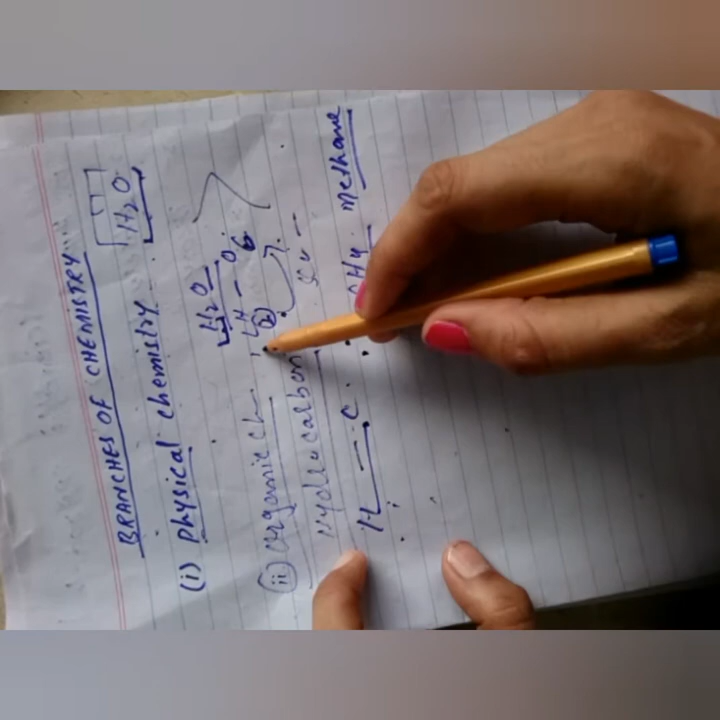 BRANCHES OF CHEMISTRY
H₂O
(i) Physical chemistry
H₂O
(ii) Organic Ch
Hydrocarbon
H — C
CH₄ Methane